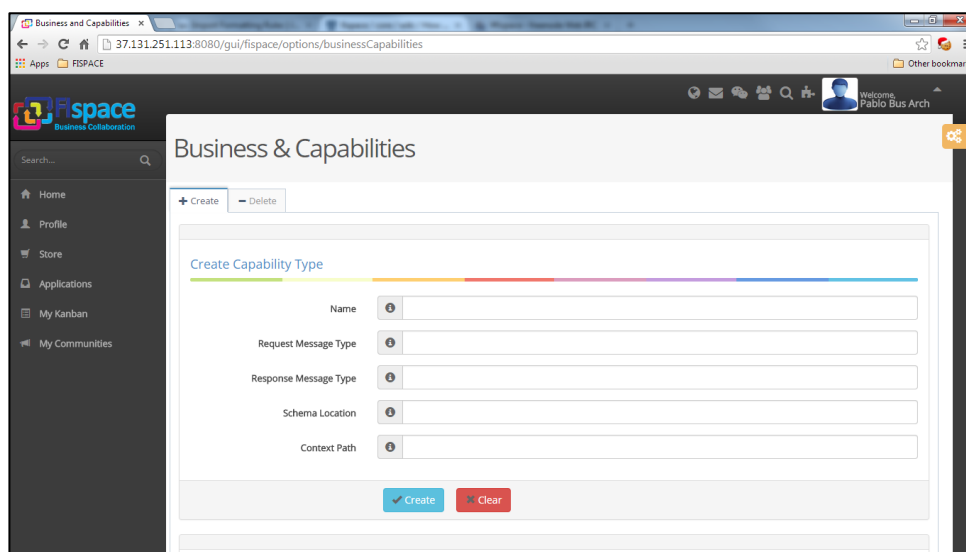 Business and Capabilities
37.131.251.113:8080/gui/fispace/options/businessCapabilities
Apps FISPACE Other bookmar
FIspace
Business Collaboration
Welcome,
Pablo Bus Arch
Search...
Business & Capabilities
Home
Profile
Store
Applications
My Kanban
My Communities
Create Delete
Create Capability Type
Name
Request Message Type
Response Message Type
Schema Location
Context Path
Create Clear